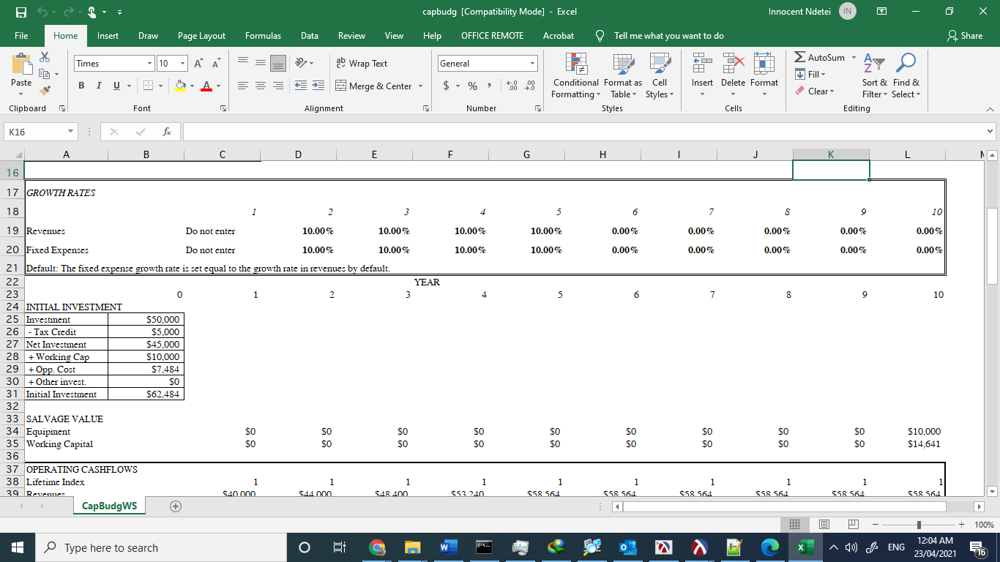 capbudg [Compatibility Mode] - Excel
Innocent Ndetei IN
File Home Insert Draw Page Layout Formulas Data Review View Help OFFICE REMOTE Acrobat Tell me what you want to do Share
Paste
Clipboard
Times 10
B I U
Font
Wrap Text
Merge & Center
Alignment
General
$ % ,
Number
Conditional Formatting
Format as Table
Cell Styles
Styles
Insert Delete Format
Cells
AutoSum
Fill
Clear
Sort & Filter
Find & Select
Editing
K16 fx
A B C D E F G H I J K L
16
17 GROWTH RATES
18 1 2 3 4 5 6 7 8 9 10
19 Revenues Do not enter 10.00% 10.00% 10.00% 10.00% 0.00% 0.00% 0.00% 0.00% 0.00%
20 Fixed Expenses Do not enter 10.00% 10.00% 10.00% 10.00% 0.00% 0.00% 0.00% 0.00% 0.00%
21 Default: The fixed expense growth rate is set equal to the growth rate in revenues by default.
22 YEAR
23 0 1 2 3 4 5 6 7 8 9 10
24 INITIAL INVESTMENT
25 Investment $50,000
26 - Tax Credit $5,000
27 Net Investment $45,000
28 + Working Cap $10,000
29 + Opp. Cost $7,484
30 + Other invest. $0
31 Initial Investment $62,484
32
33 SALVAGE VALUE
34 Equipment $0 $0 $0 $0 $0 $0 $0 $0 $0 $10,000
35 Working Capital $0 $0 $0 $0 $0 $0 $0 $0 $0 $14,641
36
37 OPERATING CASHFLOWS
38 Lifetime Index 1 1 1 1 1 1 1 1 1 1
39 Revenues $40,000 $44,000 $48,400 $53,240 $58,564 $58,564 $58,564 $58,564 $58,564 $58,564
CapBudgWS
100%
Type here to search
ENG
12:04 AM
23/04/2021
16